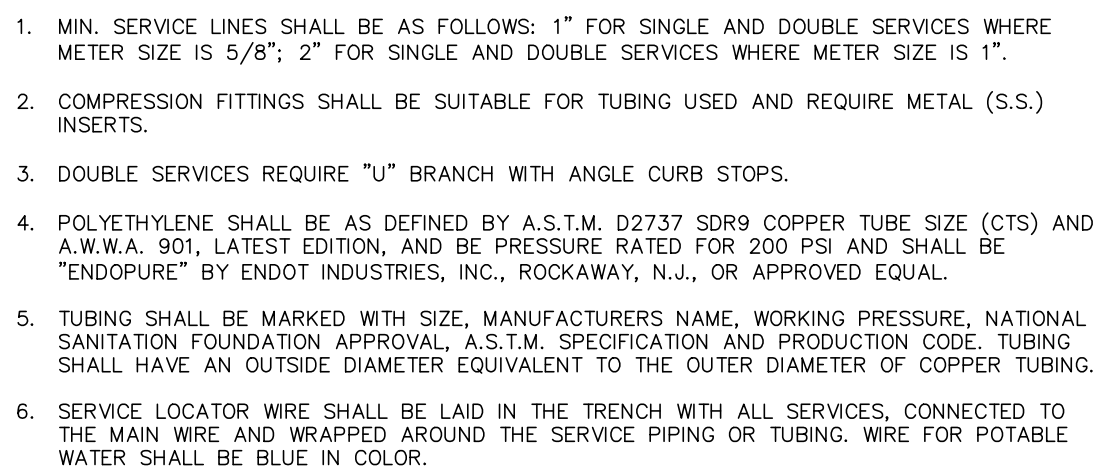 1. MIN. SERVICE LINES SHALL BE AS FOLLOWS: 1” FOR SINGLE AND DOUBLE SERVICES WHERE
METER SIZE IS 5/8”; 2” FOR SINGLE AND DOUBLE SERVICES WHERE METER SIZE IS 1”.
2. COMPRESSION FITTINGS SHALL BE SUITABLE FOR TUBING USED AND REQUIRE METAL (S.S.)
INSERTS.
3. DOUBLE SERVICES REQUIRE ”U” BRANCH WITH ANGLE CURB STOPS.
4. POLYETHYLENE SHALL BE AS DEFINED BY A.S.T.M. D2737 SDR9 COPPER TUBE SIZE (CTS) AND
A.W.W.A. 901, LATEST EDITION, AND BE PRESSURE RATED FOR 200 PSI AND SHALL BE
”ENDOPURE” BY ENDOT INDUSTRIES, INC., ROCKAWAY, N.J., OR APPROVED EQUAL.
5. TUBING SHALL BE MARKED WITH SIZE, MANUFACTURERS NAME, WORKING PRESSURE, NATIONAL
SANITATION FOUNDATION APPROVAL, A.S.T.M. SPECIFICATION AND PRODUCTION CODE. TUBING
SHALL HAVE AN OUTSIDE DIAMETER EQUIVALENT TO THE OUTER DIAMETER OF COPPER TUBING.
6. SERVICE LOCATOR WIRE SHALL BE LAID IN THE TRENCH WITH ALL SERVICES, CONNECTED TO
THE MAIN WIRE AND WRAPPED AROUND THE SERVICE PIPING OR TUBING. WIRE FOR POTABLE
WATER SHALL BE BLUE IN COLOR.